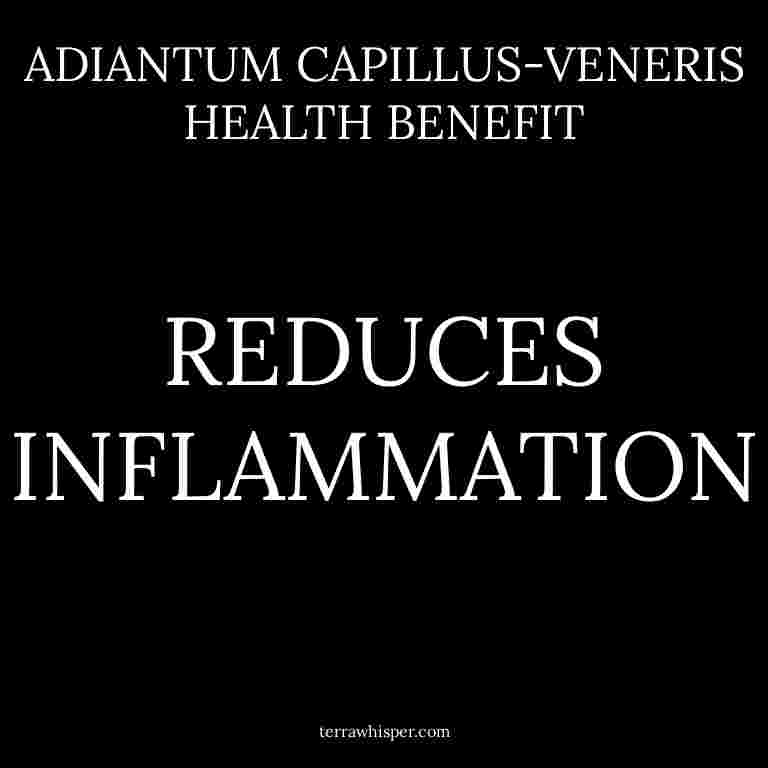 ADIANTUM CAPILLUS-VENERIS
HEALTH BENEFIT
REDUCES
INFLAMMATION
terrawhisper.com